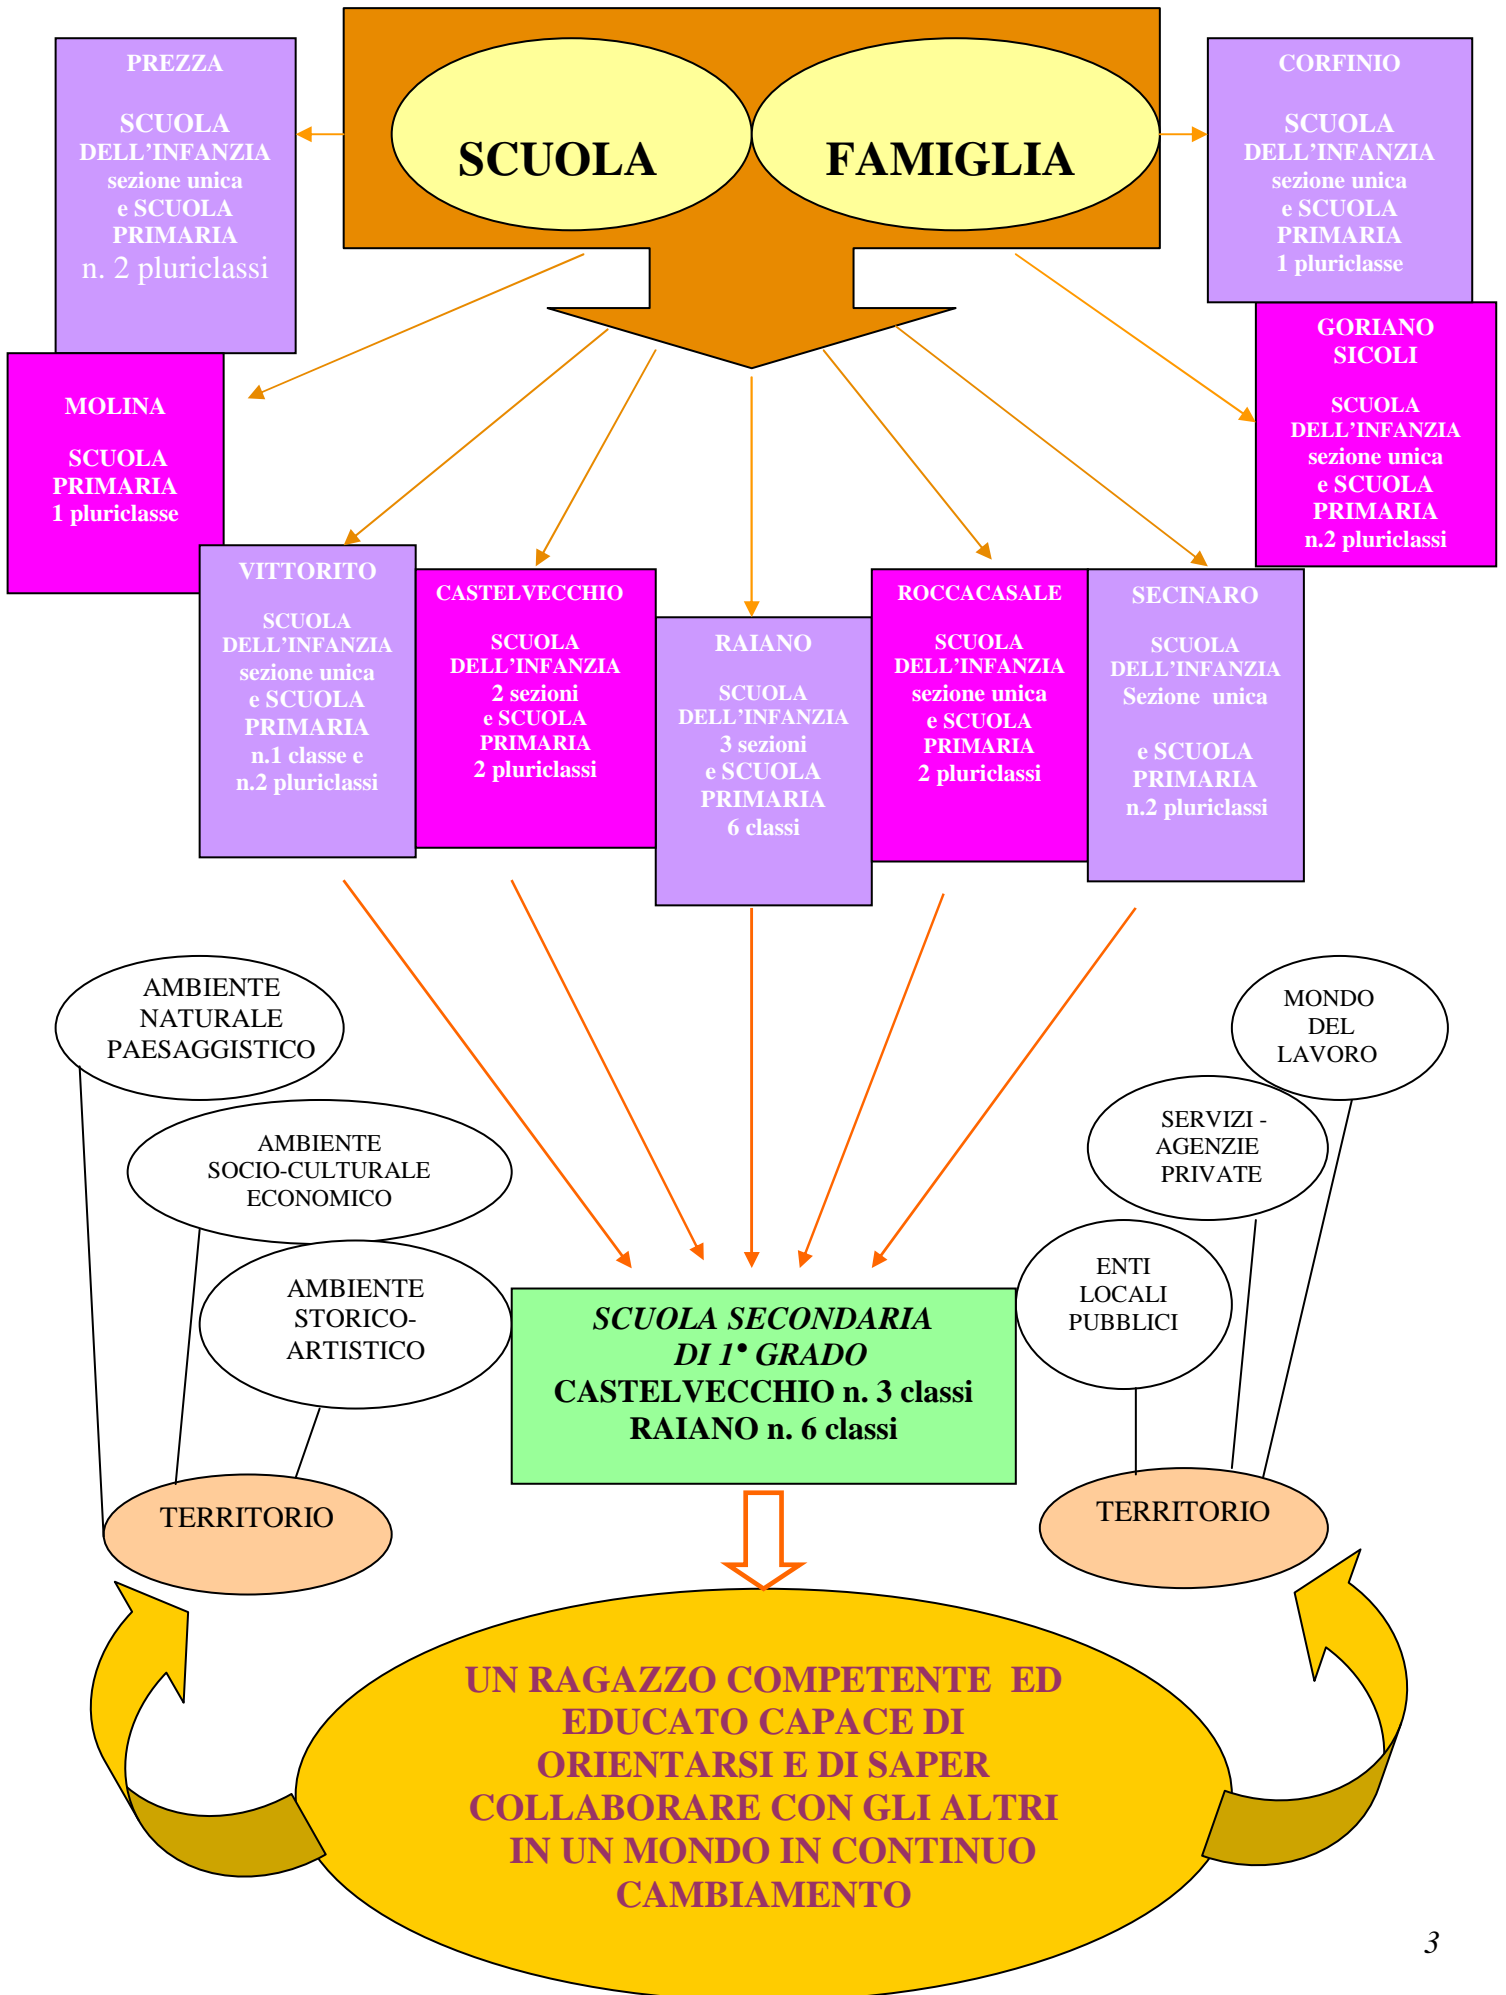 PREZZA
SCUOLA
DELL'INFANZIA
sezione unica
e SCUOLA
PRIMARIA
n. 2 pluriclassi
SCUOLA
FAMIGLIA
CORFINIO
SCUOLA
DELL'INFANZIA
sezione unica
e SCUOLA
PRIMARIA
1 pluriclasse
MOLINA
SCUOLA
PRIMARIA
1 pluriclasse
GORIANO
SICOLI
SCUOLA
DELL'INFANZIA
sezione unica
e SCUOLA
PRIMARIA
n.2 pluriclassi
VITTORITO
SCUOLA
DELL'INFANZIA
sezione unica
e SCUOLA
PRIMARIA
n.1 classe e
n.2 pluriclassi
CASTELVECCHIO
SCUOLA
DELL'INFANZIA
2 sezioni
e SCUOLA
PRIMARIA
2 pluriclassi
RAIANO
SCUOLA
DELL'INFANZIA
3 sezioni
e SCUOLA
PRIMARIA
6 classi
ROCCACASALE
SCUOLA
DELL'INFANZIA
sezione unica
e SCUOLA
PRIMARIA
2 pluriclassi
SECINARO
SCUOLA
DELL'INFANZIA
Sezione  unica
e SCUOLA
PRIMARIA
n.2 pluriclassi
AMBIENTE
NATURALE
PAESAGGISTICO
AMBIENTE
SOCIO-CULTURALE
ECONOMICO
AMBIENTE
STORICO-
ARTISTICO
TERRITORIO
SCUOLA SECONDARIA
DI 1• GRADO
CASTELVECCHIO n. 3 classi
RAIANO n. 6 classi
MONDO
DEL
LAVORO
SERVIZI -
AGENZIE
PRIVATE
ENTI
LOCALI
PUBBLICI
TERRITORIO
UN RAGAZZO COMPETENTE  ED
EDUCATO CAPACE DI
ORIENTARSI E DI SAPER
COLLABORARE CON GLI ALTRI
IN UN MONDO IN CONTINUO
CAMBIAMENTO
3